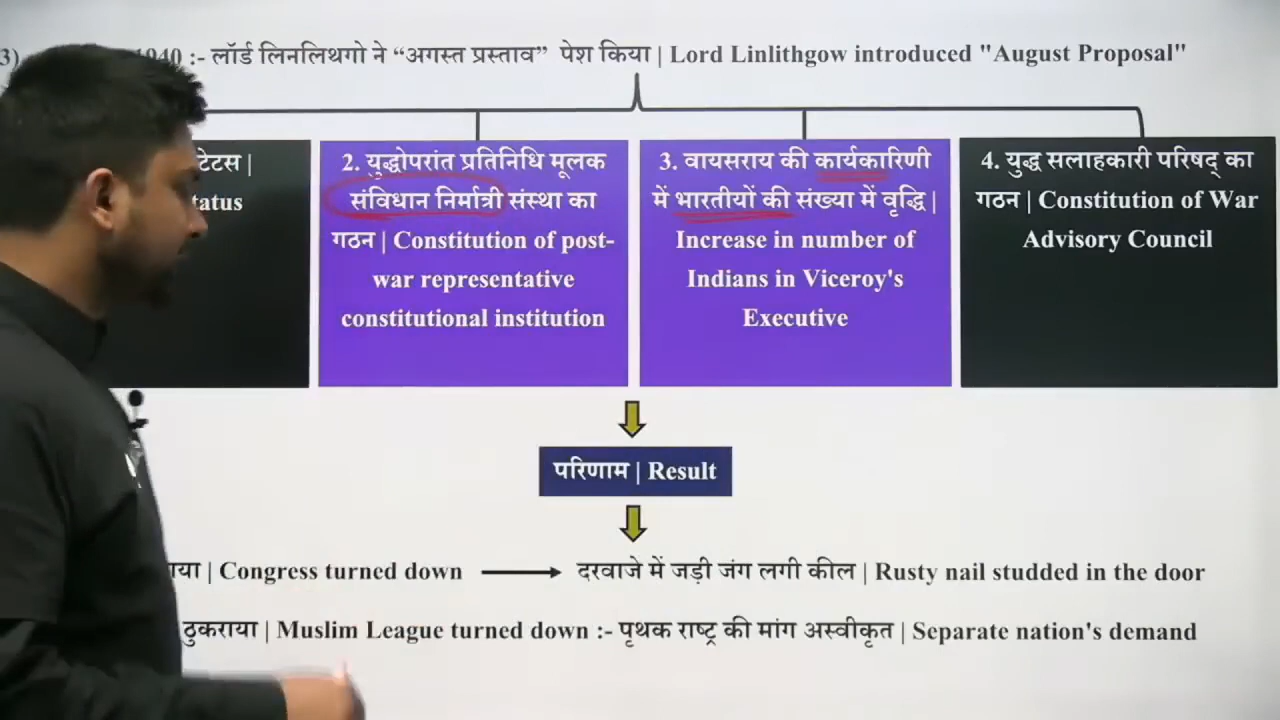 3) 1940 :- लॉर्ड लिनलिथगो ने “अगस्त प्रस्ताव” पेश किया | Lord Linlithgow introduced "August Proposal"
टेटस |
tatus
2. युद्धोपरांत प्रतिनिधि मूलक
संविधान निर्मात्री संस्था का
गठन | Constitution of post-
war representative
constitutional institution
3. वायसराय की कार्यकारिणी
में भारतीयों की संख्या में वृद्धि |
Increase in number of
Indians in Viceroy's
Executive
4. युद्ध सलाहकारी परिषद् का
गठन | Constitution of War
Advisory Council
परिणाम | Result
या | Congress turned down दरवाजे में जड़ी जंग लगी कील | Rusty nail studded in the door
ठुकराया | Muslim League turned down :- पृथक राष्ट्र की मांग अस्वीकृत | Separate nation's demand